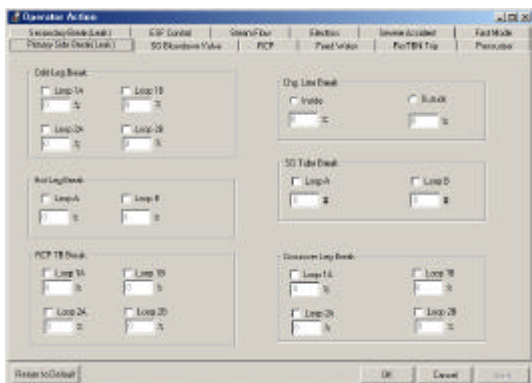 Operator Action
Secondary Break(Leak) ESF Control Steam Flow Electrics Severe Accident Fast Mode
Primary Side Break(Leak) SG Blowdown Valve RCP Feed Water Rx/TBN Trip Pressurizer
Cold Leg Break
Loop 1A Loop 1B
% %
Loop 2A Loop 2B
% %
Hot Leg Break
Loop A Loop B
% %
RCP TB Break
Loop 1A Loop 1B
% %
Loop 2A Loop 2B
% %
Chg. Line Break
Inside Outside
% %
SG Tube Break
Loop A Loop B
Crossover Leg Break
Loop 1A Loop 1B
% %
Loop 2A Loop 2B
% %
Return to Default OK Cancel